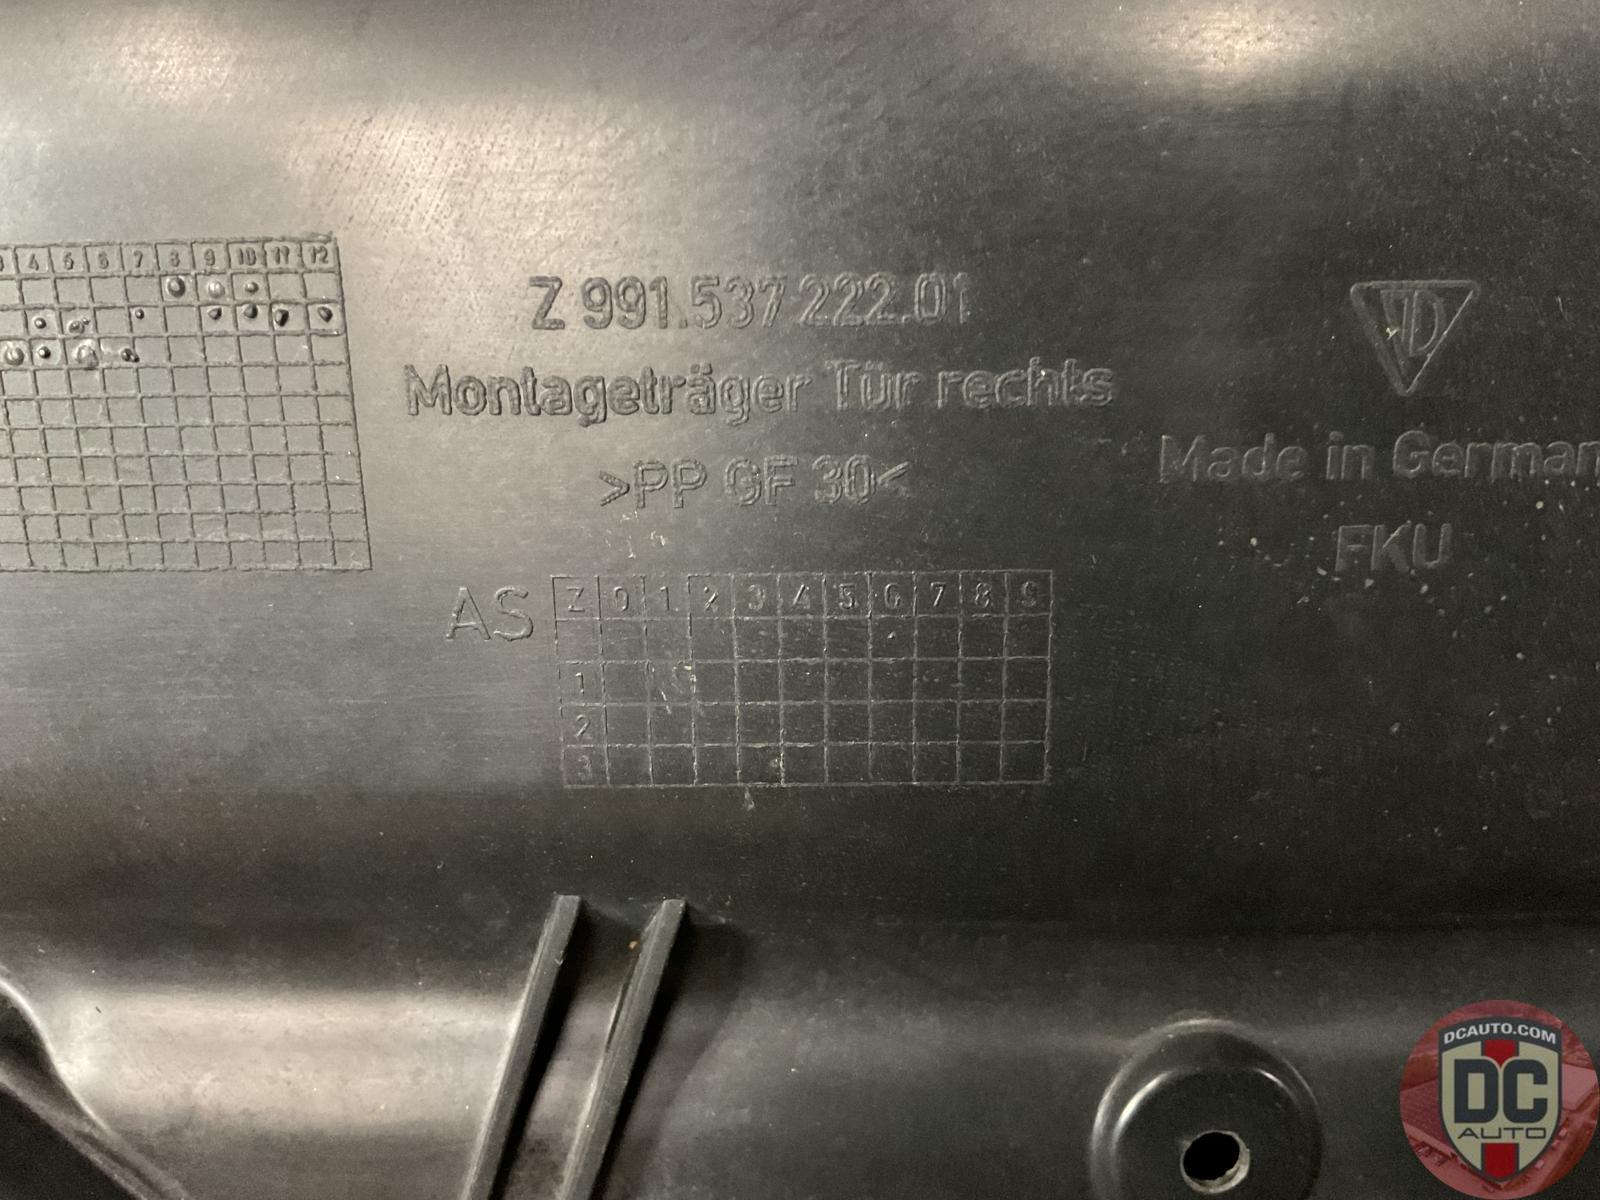 3 4 5 6 7 8 9 10 11 12
Z 991.537 222.01
Montageträger Tür rechts
>PP GF 30<
AS
Z 0 1 2 3 4 5 6 7 8 9
1
2
3
Made in German
FKU
DCAUTO.COM
DC
AUTO